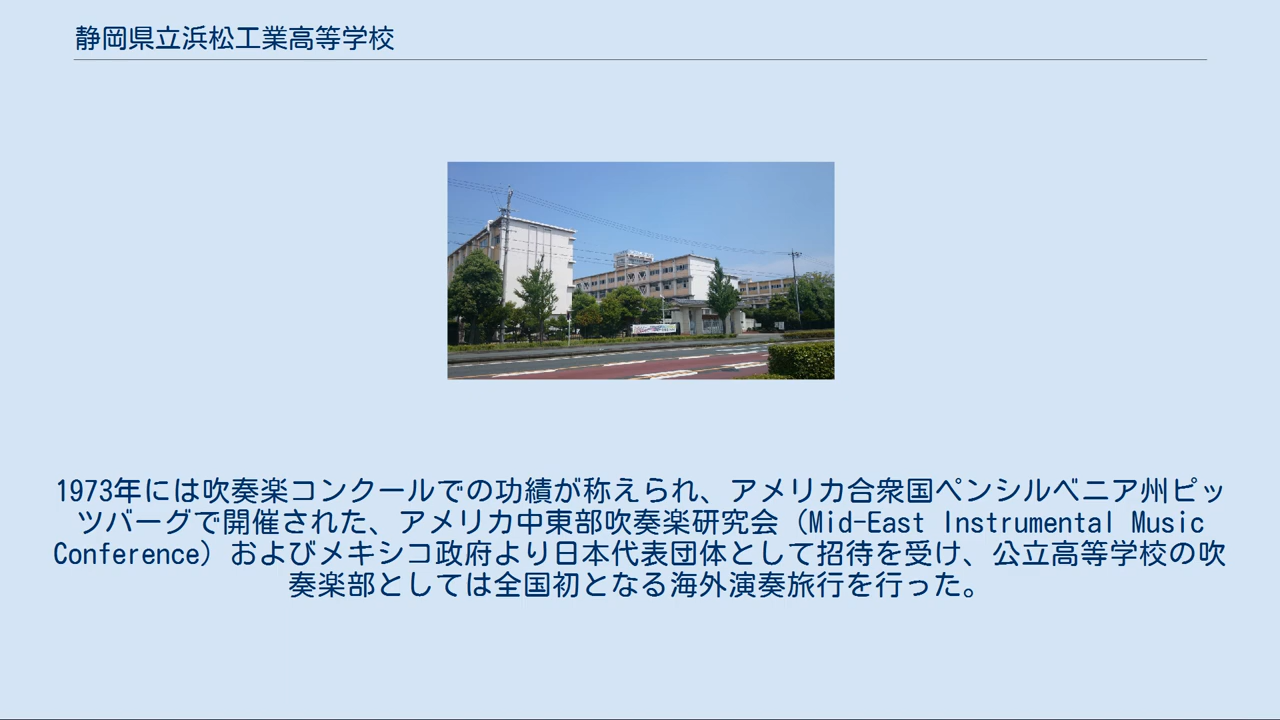 静岡県立浜松工業高等学校
1973年には吹奏楽コンクールでの功績が称えられ、アメリカ合衆国ペンシルベニア州ピッ
ツバーグで開催された、アメリカ中東部吹奏楽研究会（Mid-East Instrumental Music
Conference）およびメキシコ政府より日本代表団体として招待を受け、公立高等学校の吹
奏楽部としては全国初となる海外演奏旅行を行った。